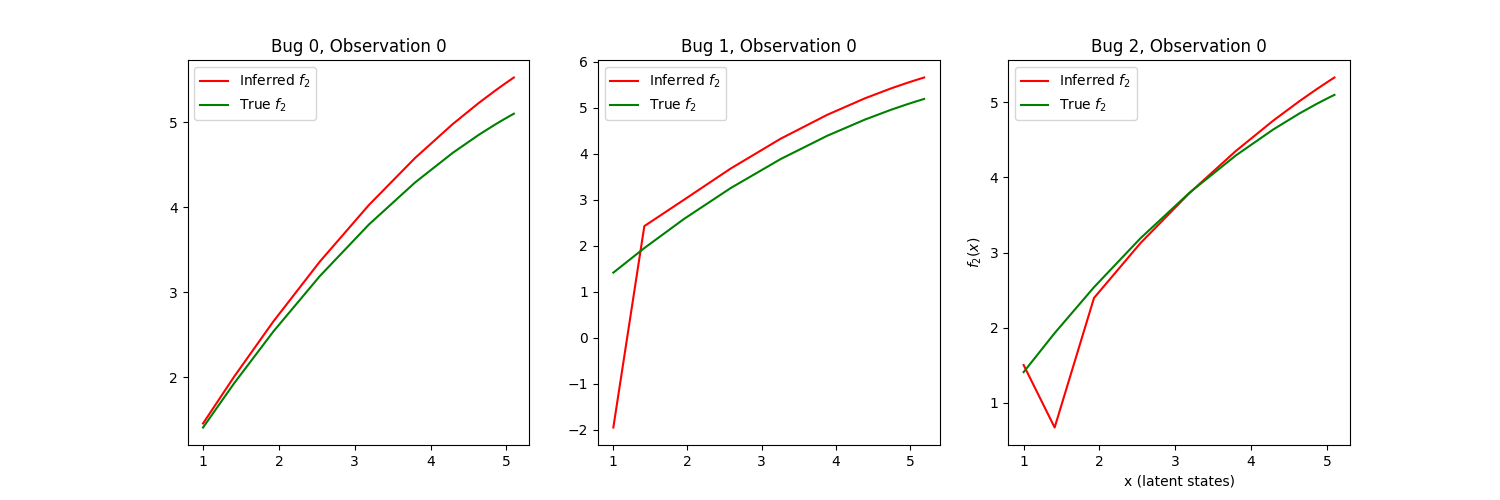 Bug 0, Observation 0
Inferred f₂
True f₂
5
4
3
2
1 2 3 4 5
Bug 1, Observation 0
Inferred f₂
True f₂
6
5
4
3
2
1
0
−1
−2
1 2 3 4 5
Bug 2, Observation 0
Inferred f₂
True f₂
f₂(x)
5
4
3
2
1
1 2 3 4 5
x (latent states)